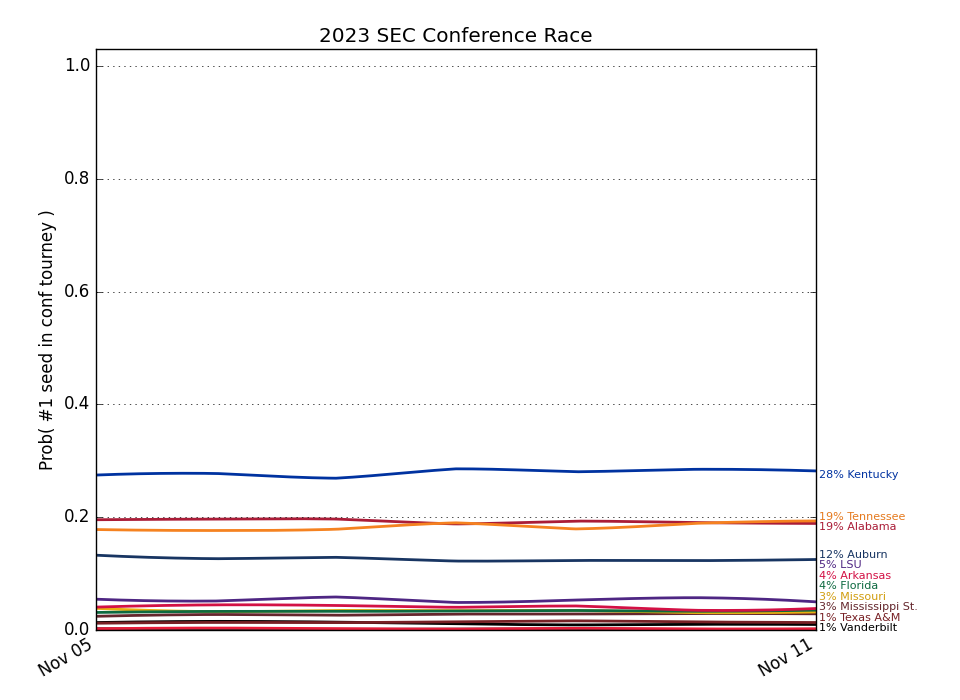 2023 SEC Conference Race
Prob( #1 seed in conf tourney )
1.0
0.8
0.6
0.4
0.2
0.0
Nov 05
Nov 11
28% Kentucky
19% Tennessee
19% Alabama
12% Auburn
5% LSU
4% Arkansas
4% Florida
3% Missouri
3% Mississippi St.
1% Texas A&M
1% Vanderbilt